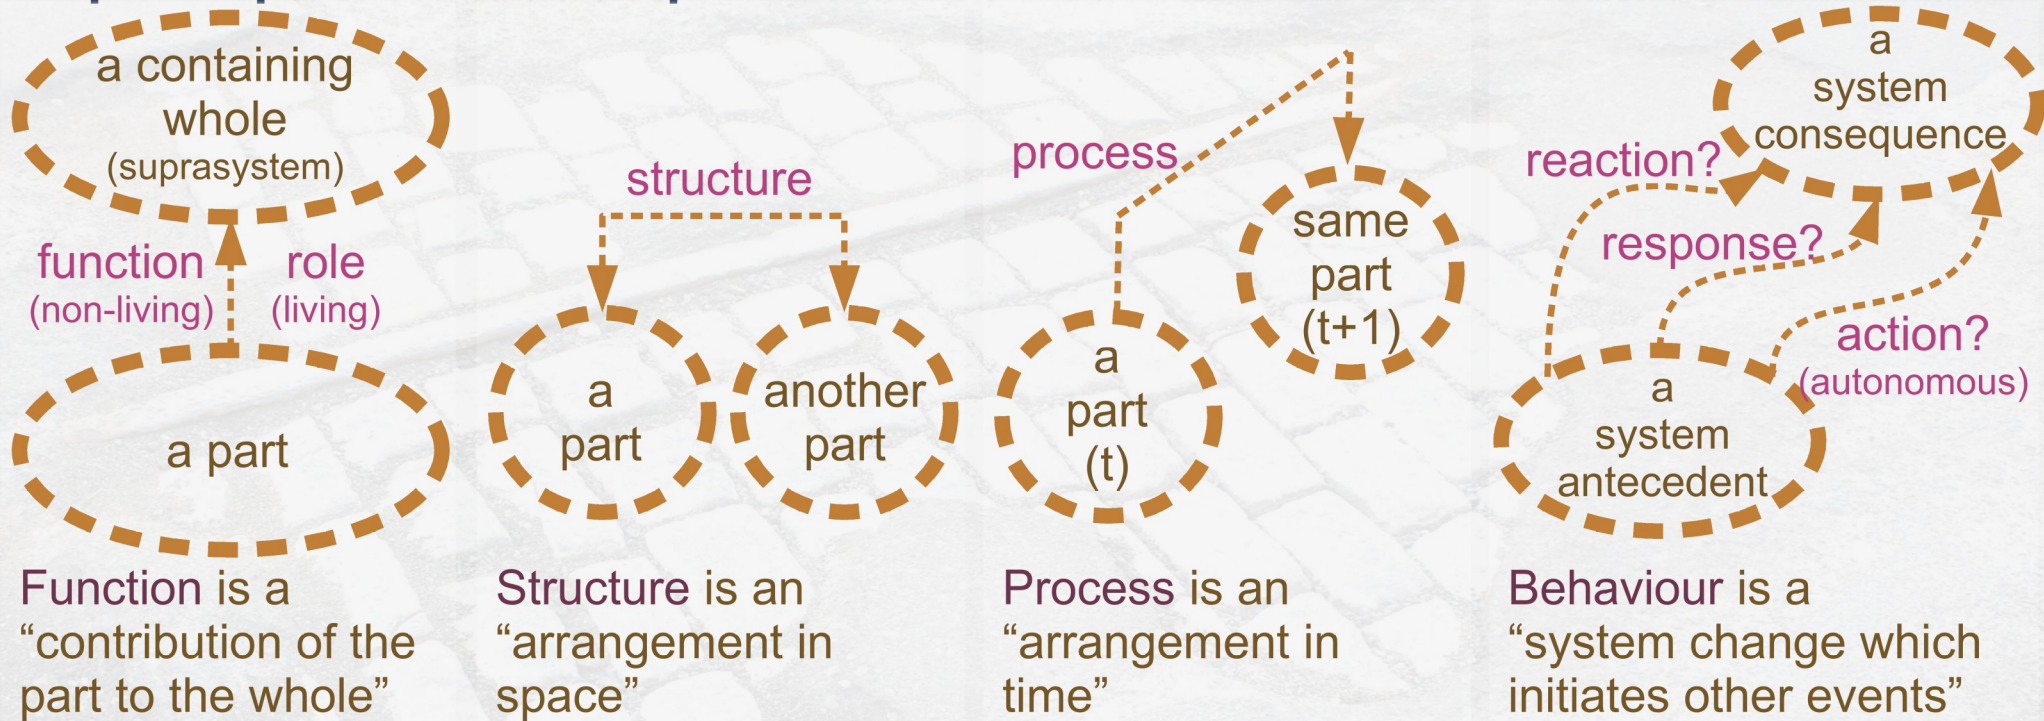 a containing
whole
(suprasystem)
function
(non-living)
role
(living)
a part
Function is a
“contribution of the
part to the whole”
structure
a
part
another
part
Structure is an
“arrangement in
space”
process
a
part
(t)
same
part
(t+1)
Process is an
“arrangement in
time”
a
system
consequence
reaction?
response?
action?
(autonomous)
a
system
antecedent
Behaviour is a
“system change which
initiates other events”